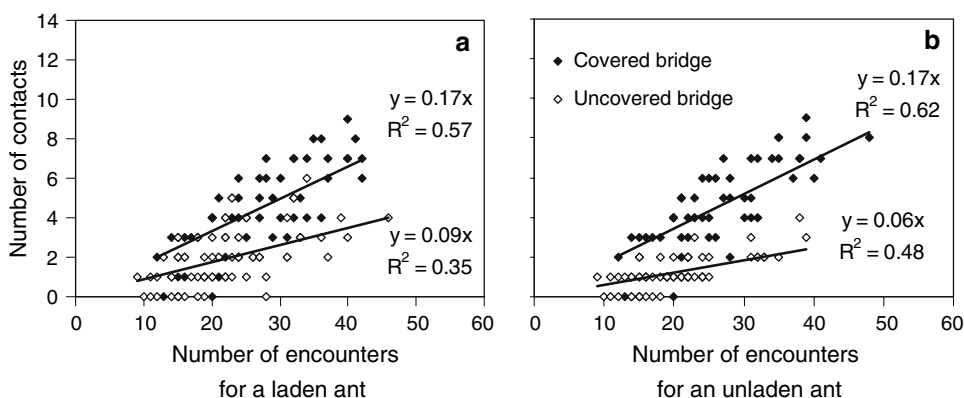 a
14
12
10
8
6
4
2
0
Number of contacts
y = 0.17x
R² = 0.57
y = 0.09x
R² = 0.35
0 10 20 30 40 50 60
Number of encounters
for a laden ant
b
Covered bridge
Uncovered bridge
y = 0.17x
R² = 0.62
y = 0.06x
R² = 0.48
0 10 20 30 40 50 60
Number of encounters
for an unladen ant